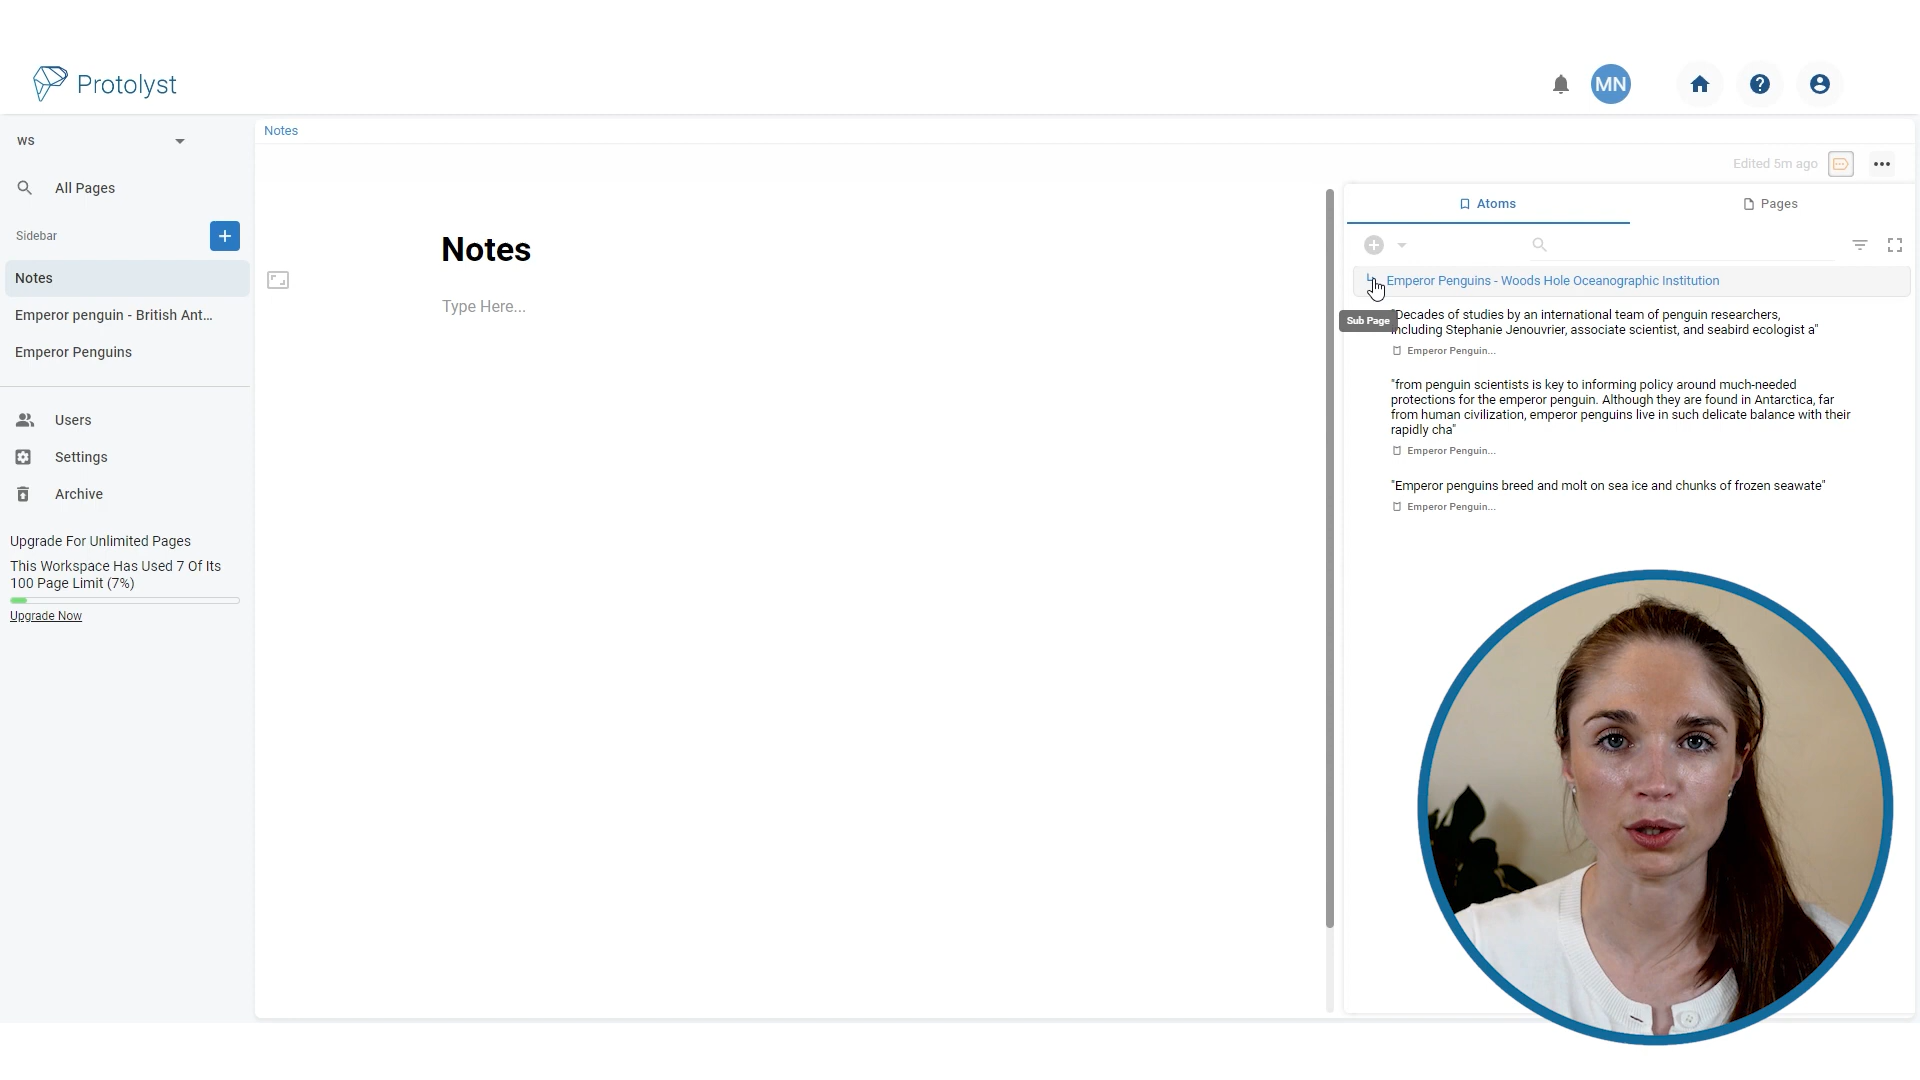 Protolyst
MN
ws
All Pages
Sidebar
Notes
Emperor penguin - British Ant...
Emperor Penguins
Users
Settings
Archive
Upgrade For Unlimited Pages
This Workspace Has Used 7 Of Its
100 Page Limit (7%)
Upgrade Now
Notes
Edited 5m ago
Notes
Type Here...
Atoms
Pages
Emperor Penguins - Woods Hole Oceanographic Institution
Sub Page
"Decades of studies by an international team of penguin researchers,
including Stephanie Jenouvrier, associate scientist, and seabird ecologist a"
Emperor Penguin...
"from penguin scientists is key to informing policy around much-needed
protections for the emperor penguin. Although they are found in Antarctica, far
from human civilization, emperor penguins live in such delicate balance with their
rapidly cha"
Emperor Penguin...
"Emperor penguins breed and molt on sea ice and chunks of frozen seawate"
Emperor Penguin...